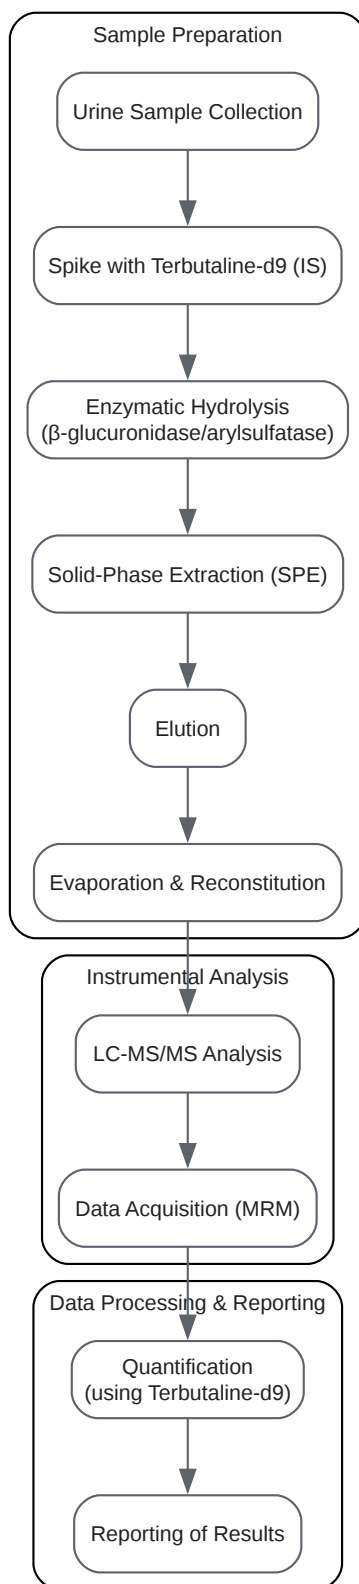 Sample Preparation
Urine Sample Collection
Spike with Terbutaline-d9 (IS)
Enzymatic Hydrolysis
(β-glucuronidase/arylsulfatase)
Solid-Phase Extraction (SPE)
Elution
Evaporation & Reconstitution
Instrumental Analysis
LC-MS/MS Analysis
Data Acquisition (MRM)
Data Processing & Reporting
Quantification
(using Terbutaline-d9)
Reporting of Results